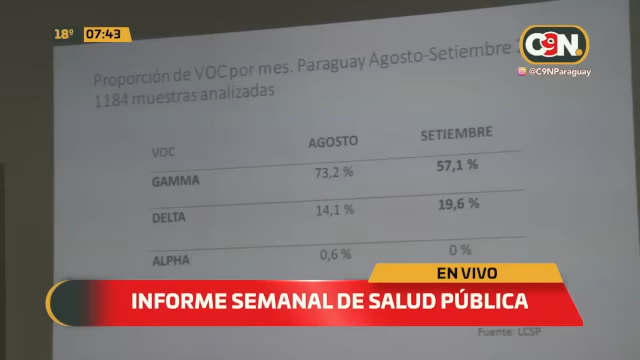 18º 07:43
C9N
@C9NParaguay
Proporción de VOC por mes. Paraguay Agosto-Setiembre
1184 muestras analizadas
VOC AGOSTO SETIEMBRE
GAMMA 73,2 % 57,1 %
DELTA 14,1 % 19,6 %
ALPHA 0,6 % 0 %
EN VIVO
INFORME SEMANAL DE SALUD PÚBLICA
Fuente: LCSP